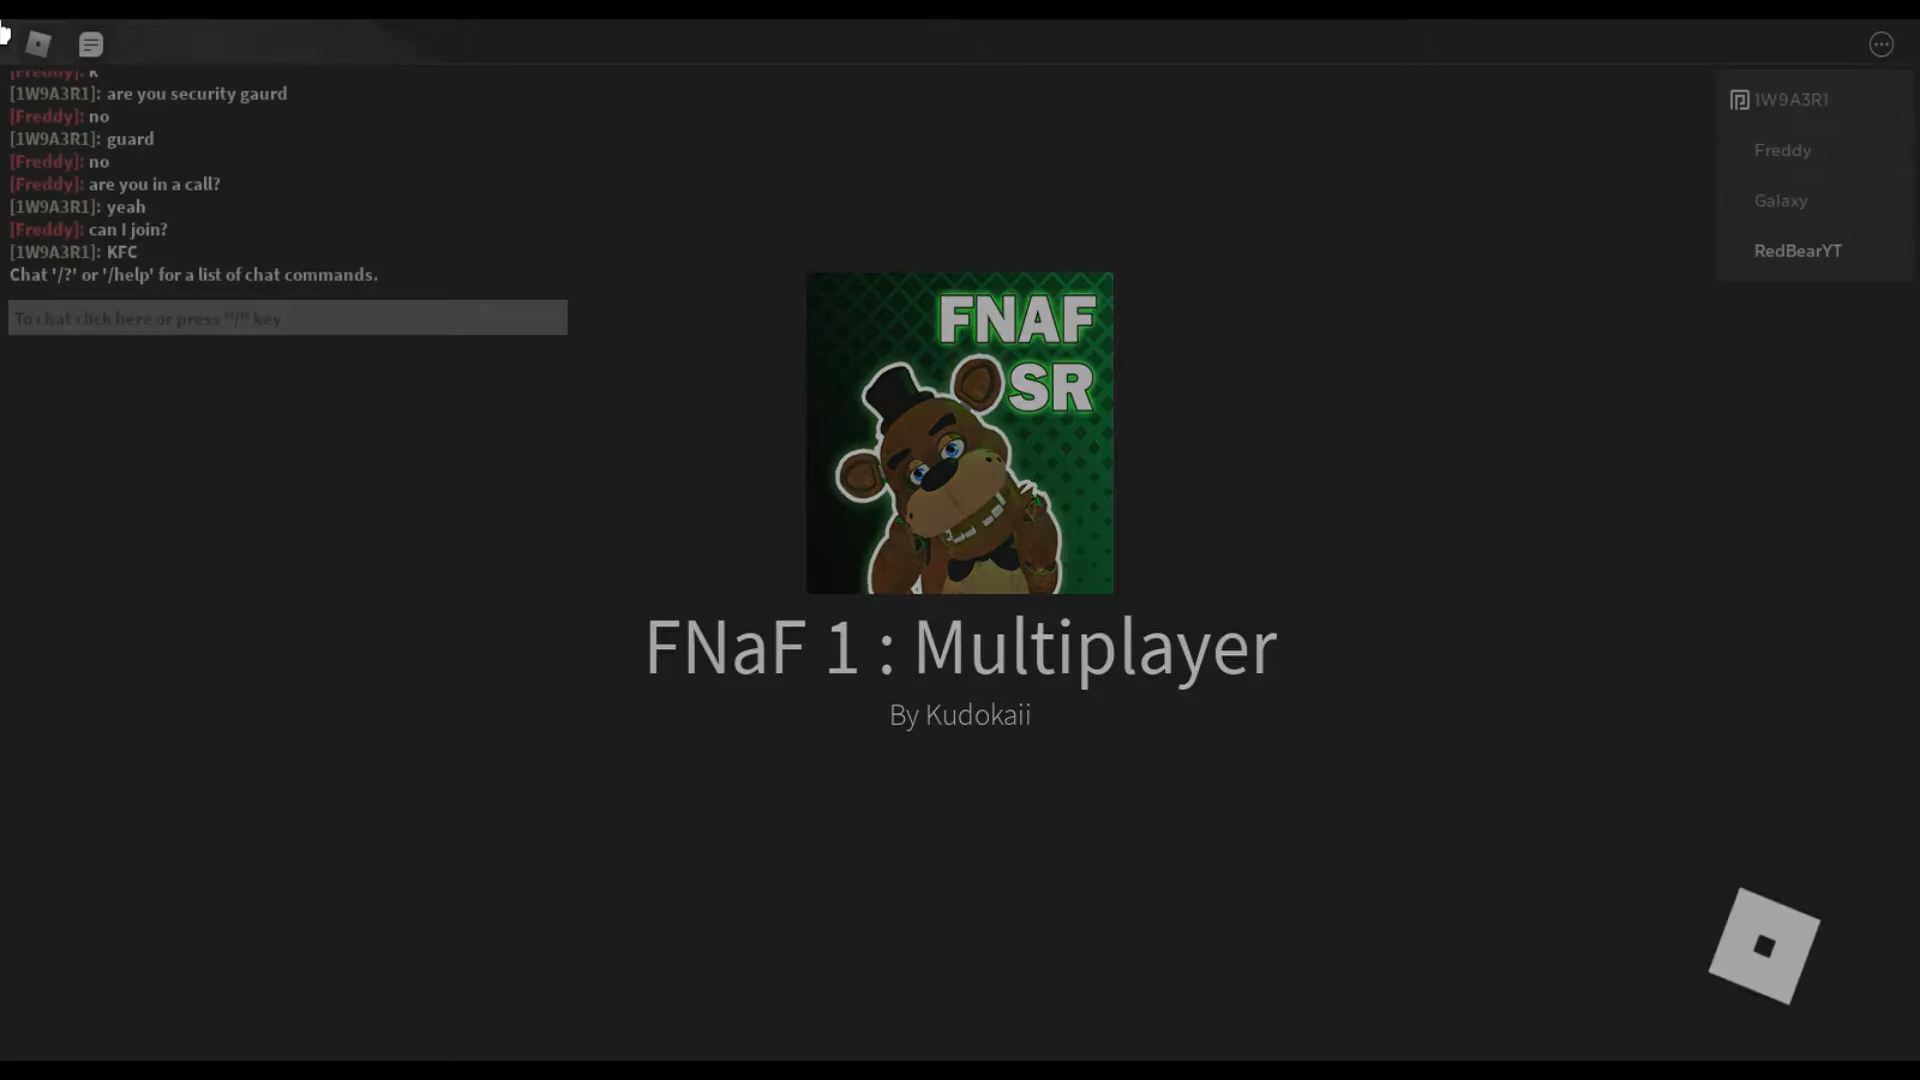 [Freddy]: k
[1W9A3R1]: are you security gaurd
[Freddy]: no
[1W9A3R1]: guard
[Freddy]: no
[Freddy]: are you in a call?
[1W9A3R1]: yeah
[Freddy]: can I join?
[1W9A3R1]: KFC
Chat '/?' or '/help' for a list of chat commands.
To chat click here or press "/" key
1W9A3R1
Freddy
Galaxy
RedBearYT
FNAF
SR
FNaF 1 : Multiplayer
By Kudokaii